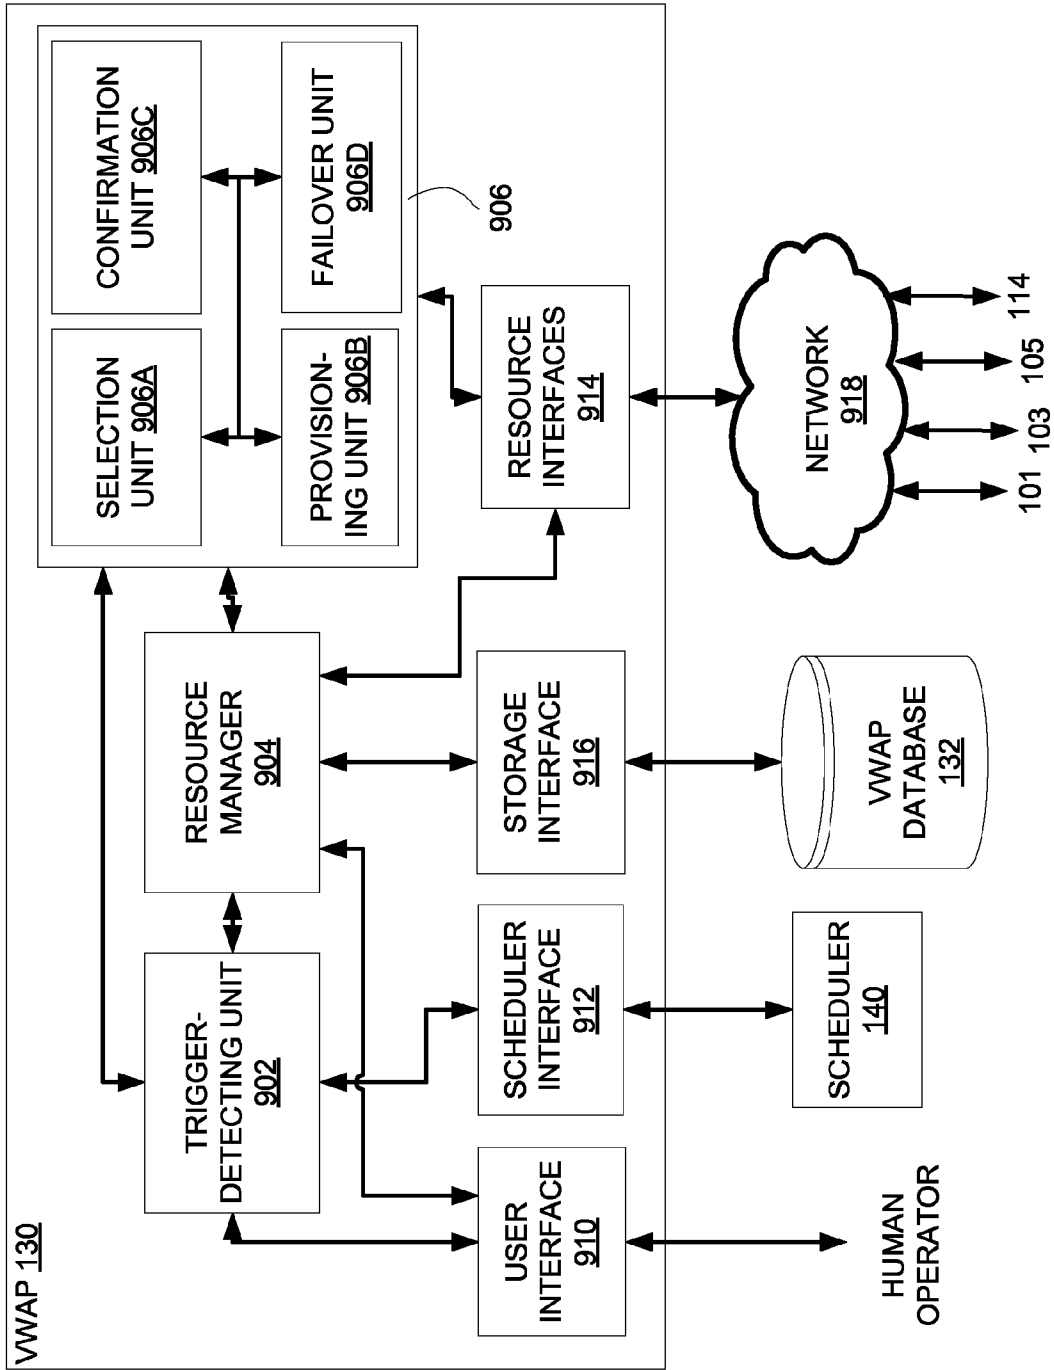 VWAP 130
TRIGGER-
DETECTING UNIT
902
RESOURCE
MANAGER
904
SELECTION
UNIT 906A
CONFIRMATION
UNIT 906C
PROVISION-
ING UNIT 906B
FAILOVER UNIT
906D
906
USER
INTERFACE
910
SCHEDULER
INTERFACE
912
STORAGE
INTERFACE
916
RESOURCE
INTERFACES
914
HUMAN
OPERATOR
SCHEDULER
140
VWAP
DATABASE
132
NETWORK
918
101
103
105
114